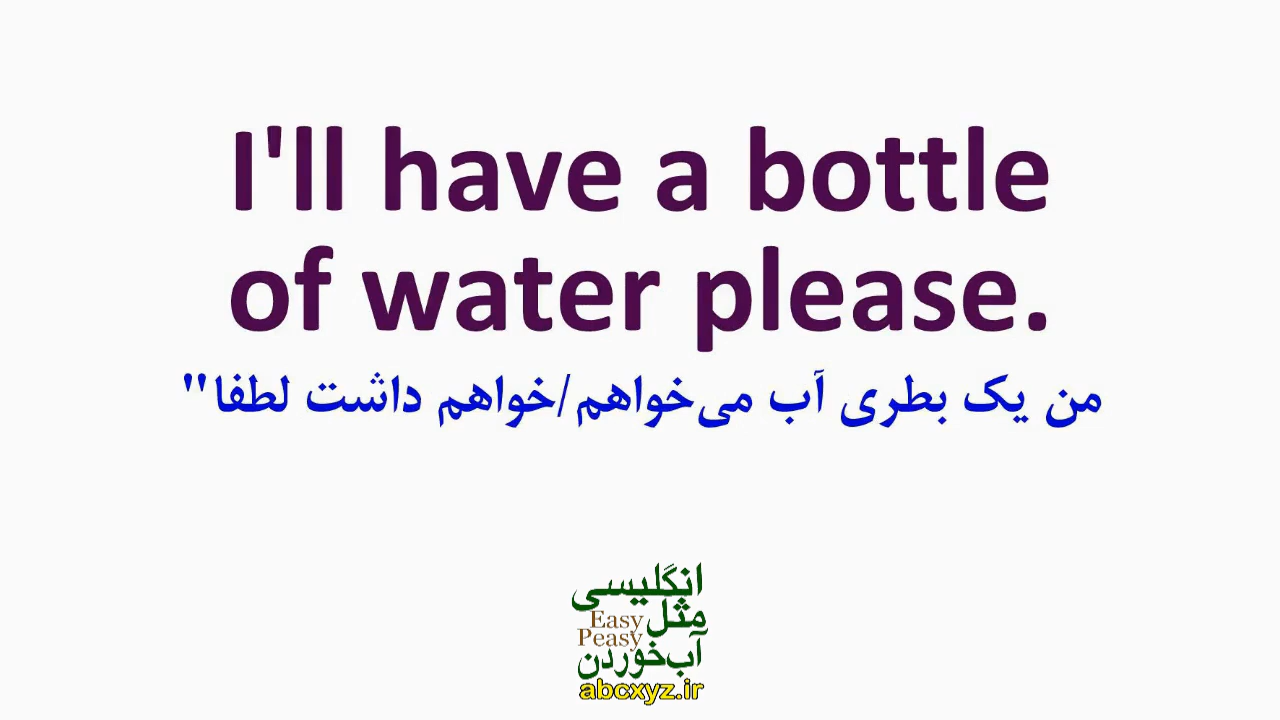 I'll have a bottle
of water please.
من یک بطری آب می‌خواهم/خواهم داشت لطفا"
انگلیسی
مثل
Easy
Peasy
آب‌خوردن
abcxyz.ir